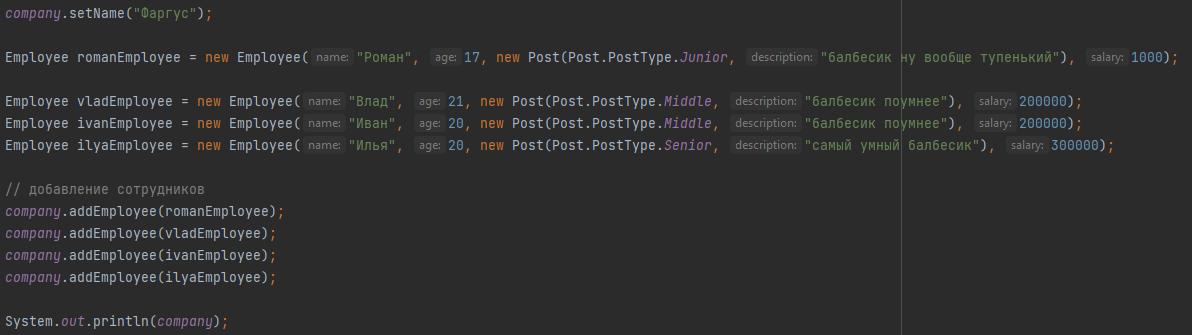 company.setName("Фаргус");
Employee romanEmployee = new Employee( name: "Роман", age: 17, new Post(Post.PostType.Junior, description: "балбесик ну вообще тупенький"), salary: 1000);
Employee vladEmployee = new Employee( name: "Влад", age: 21, new Post(Post.PostType.Middle, description: "балбесик поумнее"), salary: 200000);
Employee ivanEmployee = new Employee( name: "Иван", age: 20, new Post(Post.PostType.Middle, description: "балбесик поумнее"), salary: 200000);
Employee ilyaEmployee = new Employee( name: "Илья", age: 20, new Post(Post.PostType.Senior, description: "самый умный балбесик"), salary: 300000);
// добавление сотрудников
company.addEmployee(romanEmployee);
company.addEmployee(vladEmployee);
company.addEmployee(ivanEmployee);
company.addEmployee(ilyaEmployee);
System.out.println(company);